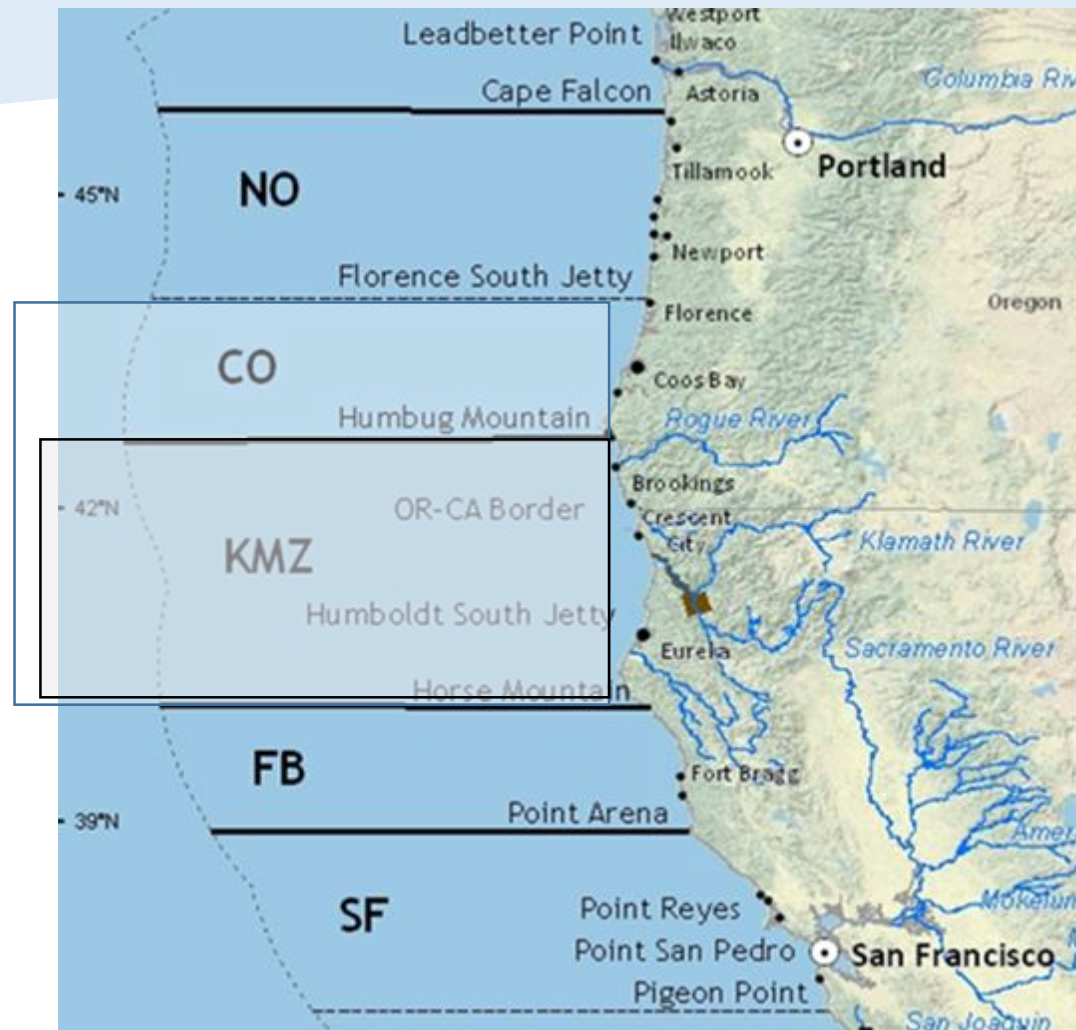 Westport
Leadbetter Point
Ilwaco
Columbia Riv
Cape Falcon
Astoria
Portland
Tillamook
45°N
NO
Newport
Florence South Jetty
Oregon
Florence
CO
Coos Bay
Humbug Mountain
Rogue River
Brookings
42°N
OR-CA Border
Crescent
City
Klamath River
KMZ
Humboldt South Jetty
Eureka
Sacramento River
Horse Mountain
FB
Fort Bragg
Point Arena
39°N
Amer
Mokelum
Point Reyes
SF
Point San Pedro
San Francisco
Pigeon Point
San Joaquin